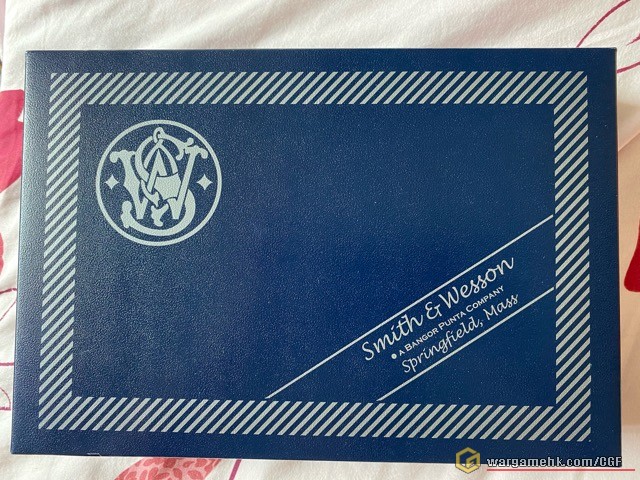 Smith & Wesson
• A BANGOR PUNTA COMPANY
Springfield, Mass
wargamehk.com/CGF